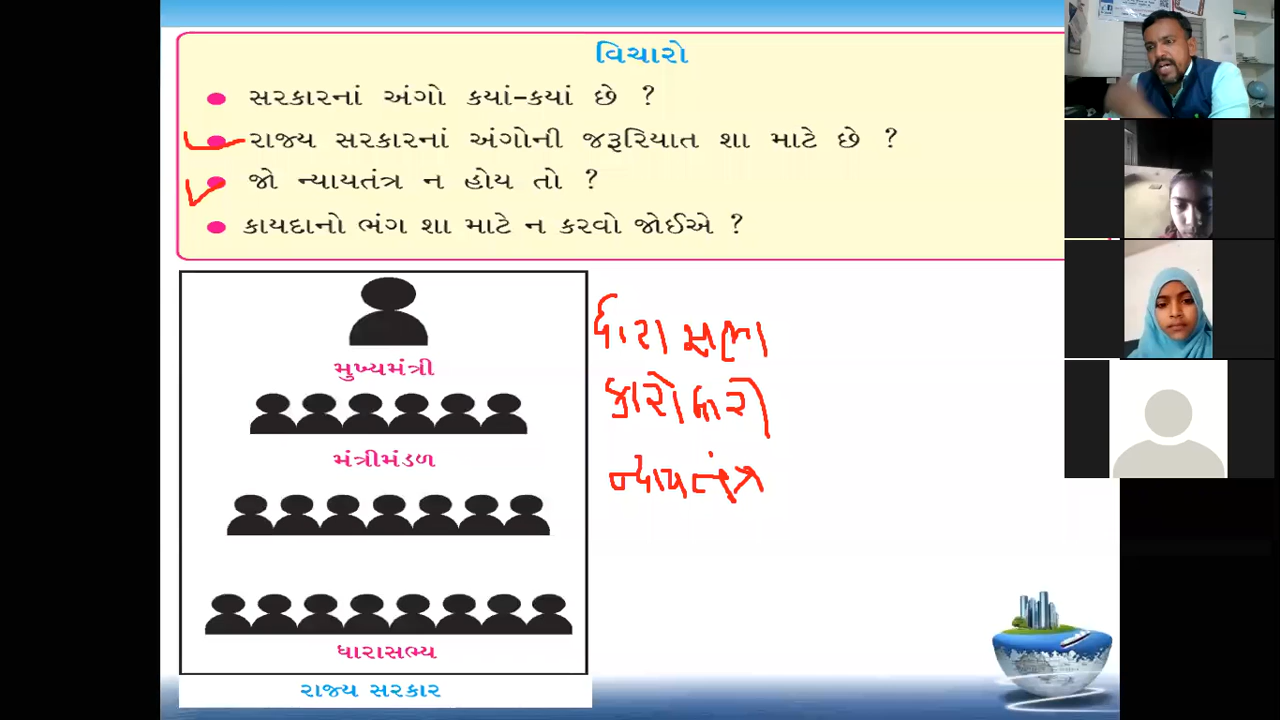 વિચારો
સરકારનાં અંગો કયાં-કયાં છે ?
રાજ્ય સરકારનાં અંગોની જરૂરિયાત શા માટે છે ?
જો ન્યાયતંત્ર ન હોય તો ?
કાયદાનો ભંગ શા માટે ન કરવો જોઈએ ?
મુખ્યમંત્રી
મંત્રીમંડળ
ધારાસભ્ય
રાજ્ય સરકાર
ધારા સભા
કારોબારી
ન્યાયતંત્ર